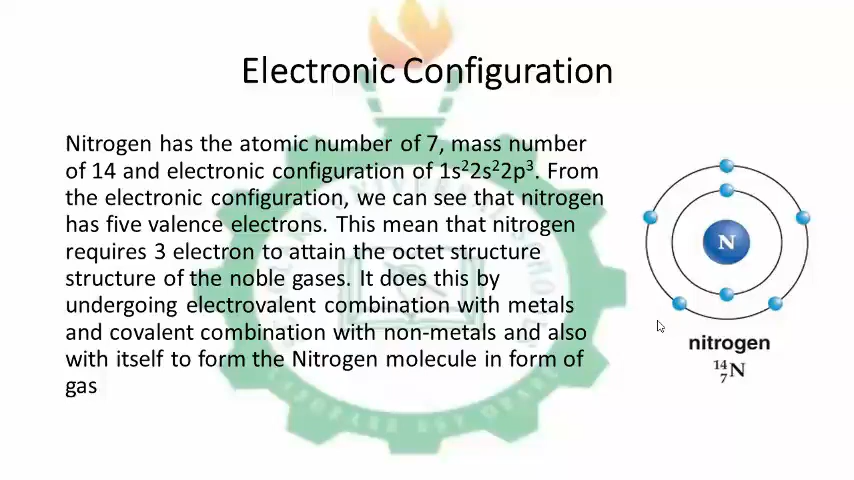 Electronic Configuration
Nitrogen has the atomic number of 7, mass number
of 14 and electronic configuration of 1s²2s²2p³. From
the electronic configuration, we can see that nitrogen
has five valence electrons. This mean that nitrogen
requires 3 electron to attain the octet structure
structure of the noble gases. It does this by
undergoing electrovalent combination with metals
and covalent combination with non-metals and also
with itself to form the Nitrogen molecule in form of
gas
N
nitrogen
¹⁴₇N